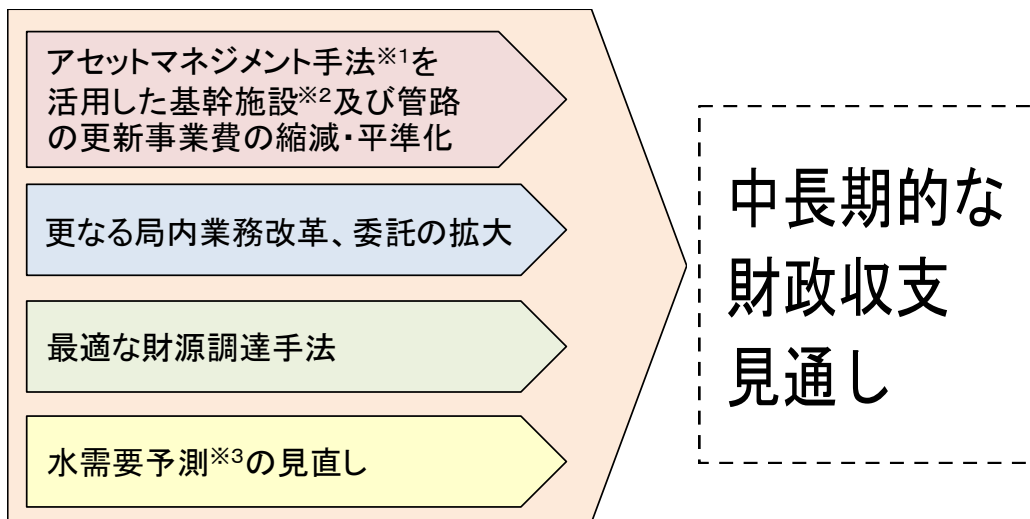 アセットマネジメント手法※1を
活用した基幹施設※2及び管路
の更新事業費の縮減・平準化
更なる局内業務改革、委託の拡大
最適な財源調達手法
水需要予測※3の見直し
中長期的な
財政収支
見通し